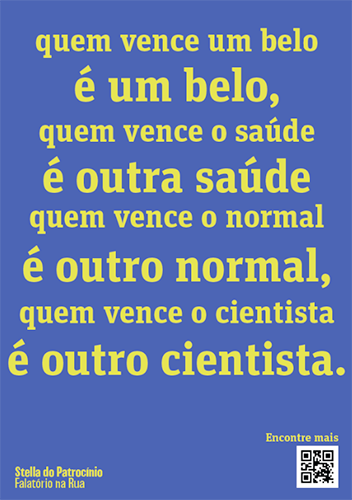 quem vence um belo
é um belo,
quem vence o saúde
é outra saúde
quem vence o normal
é outro normal,
quem vence o cientista
é outro cientista.
Encontre mais
Stella do Patrocínio
Falatório na Rua